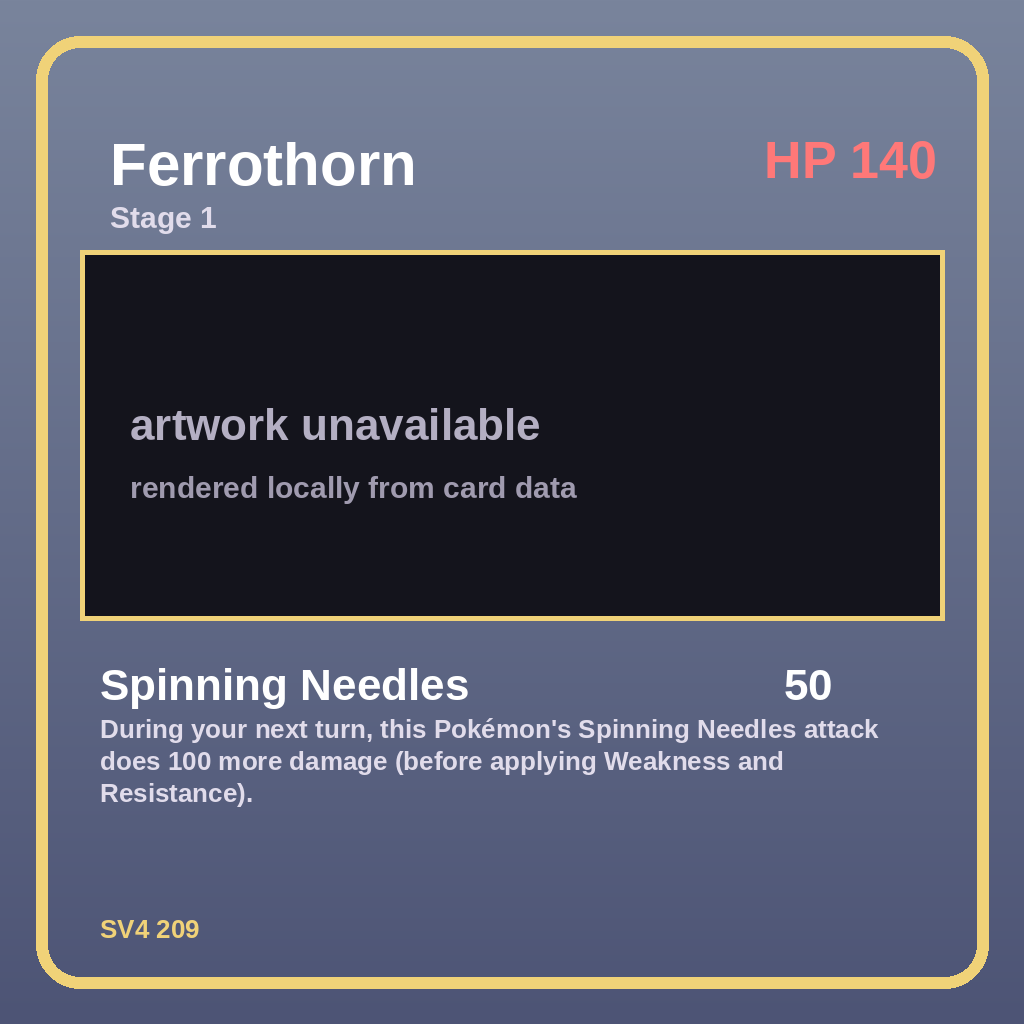 Ferrothorn
HP 140
Stage 1
artwork unavailable
rendered locally from card data
Spinning Needles
50
During your next turn, this Pokémon's Spinning Needles attack
does 100 more damage (before applying Weakness and
Resistance).
SV4 209